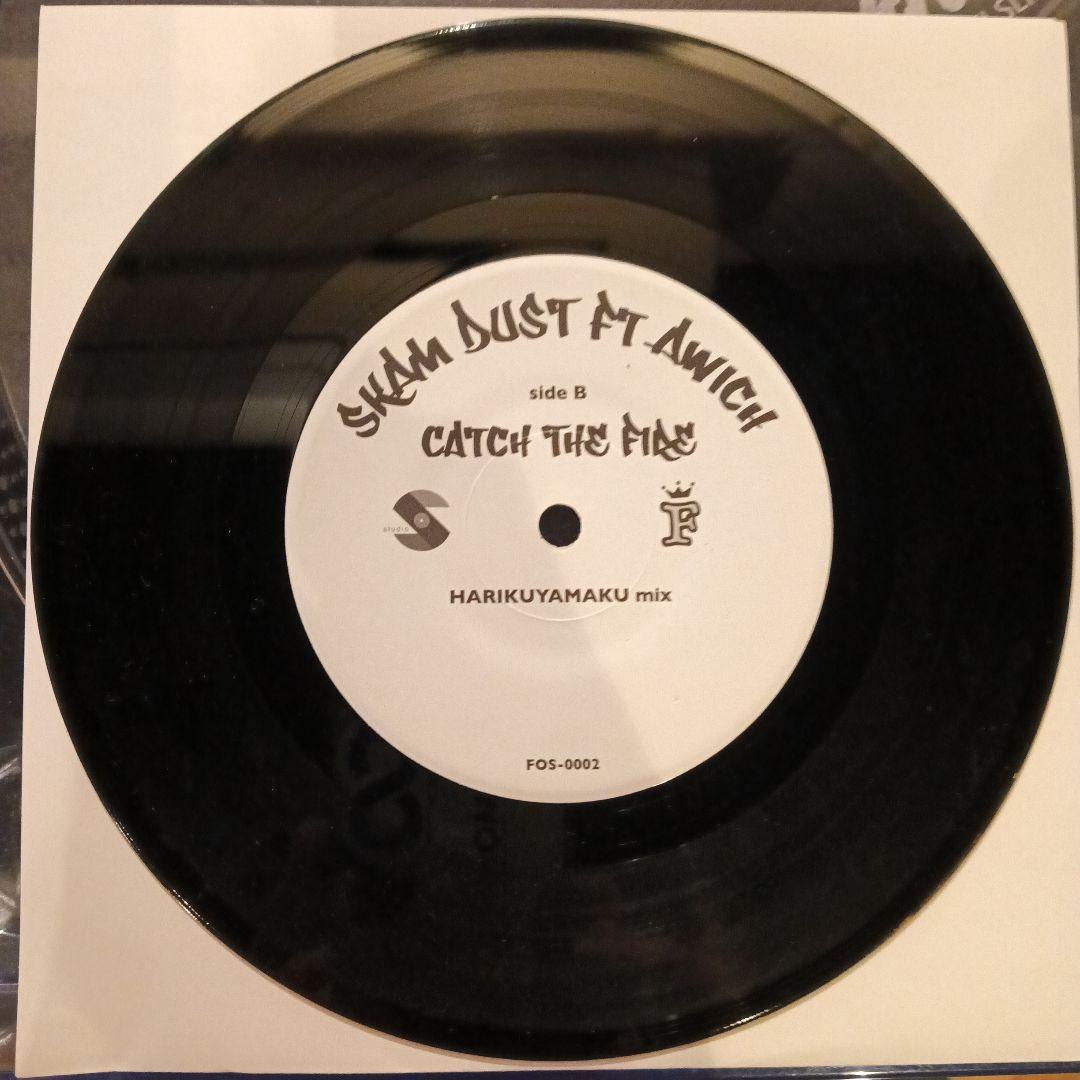 SKAM DUST FT AWICH
side B
CATCH THE FIRE
studio S
F
HARIKUYAMAKU mix
FOS-0002